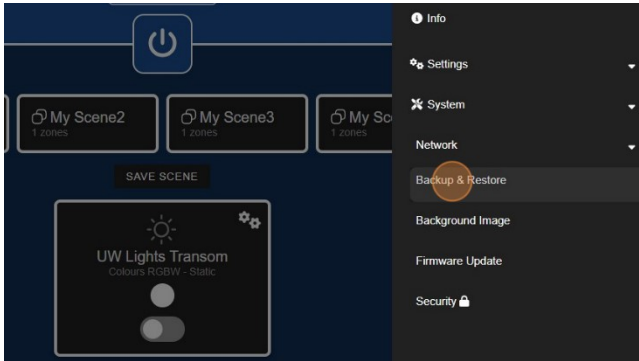 Info
Settings
System
Network
Backup & Restore
Background Image
Firmware Update
Security
My Scene2
1 zones
My Scene3
1 zones
My Sc
1 zones
SAVE SCENE
UW Lights Transom
Colours RGBW - Static